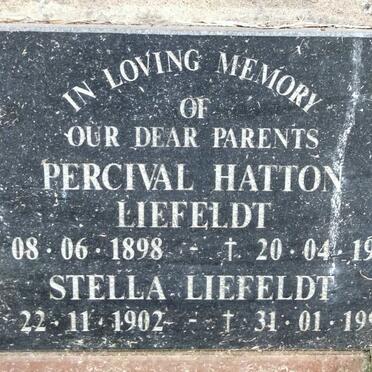 IN LOVING MEMORY
OF
OUR DEAR PARENTS
PERCIVAL HATTON
LIEFELDT
08·06·1898 - † 20·04·19
STELLA LIEFELDT
22·11·1902 - † 31·01·199